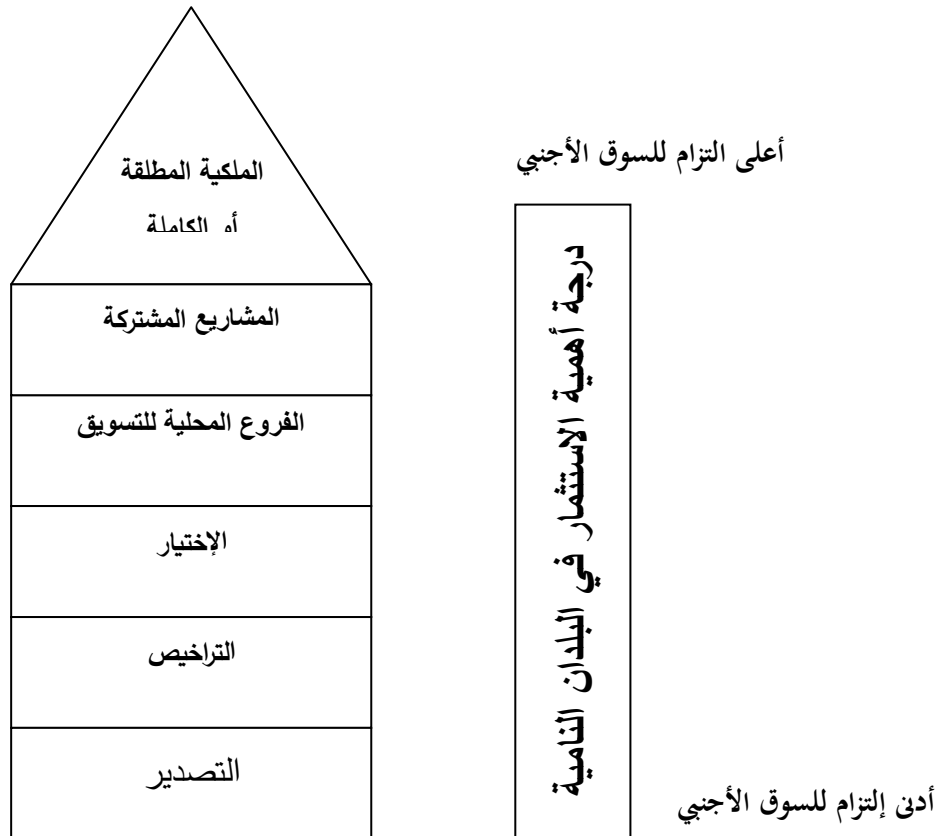 الملكية المطلقة
أو الكاملة
أعلى التزام للسوق الأجنبي
المشاريع المشتركة
الفروع المحلية للتسويق
الإختيار
التراخيص
التصدير
درجة أهمية الإستثمار في البلدان النامية
أدنى إلتزام للسوق الأجنبي